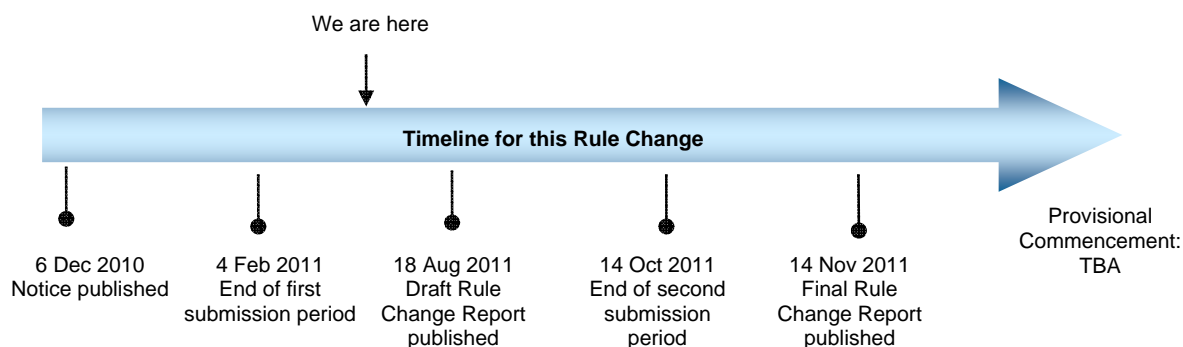 We are here
Timeline for this Rule Change
6 Dec 2010
Notice published
4 Feb 2011
End of first
submission period
18 Aug 2011
Draft Rule
Change Report
published
14 Oct 2011
End of second
submission
period
14 Nov 2011
Final Rule
Change Report
published
Provisional
Commencement:
TBA